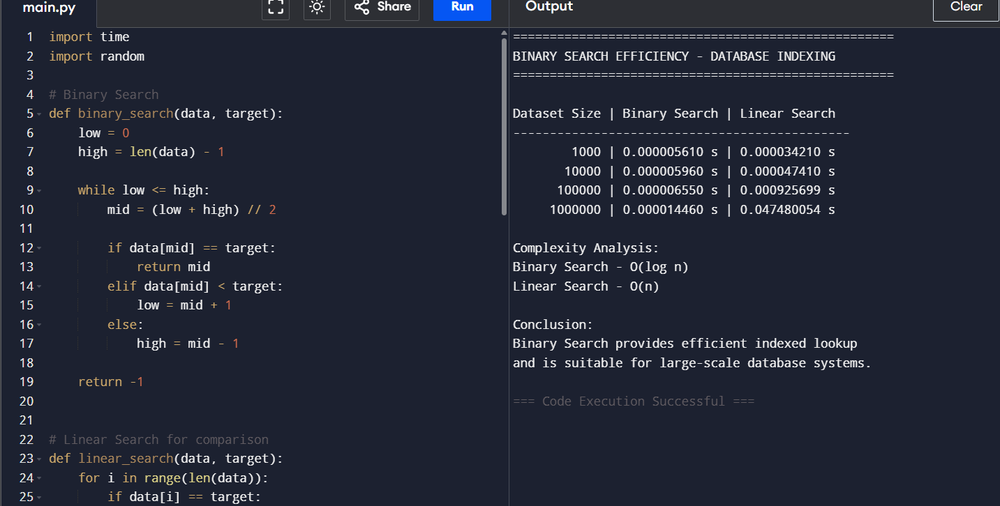 main.py
Share
Run
Output
Clear
1 import time
2 import random
3
4 # Binary Search
5 def binary_search(data, target):
6     low = 0
7     high = len(data) - 1
8
9     while low <= high:
10         mid = (low + high) // 2
11
12         if data[mid] == target:
13             return mid
14         elif data[mid] < target:
15             low = mid + 1
16         else:
17             high = mid - 1
18
19     return -1
20
21
22 # Linear Search for comparison
23 def linear_search(data, target):
24     for i in range(len(data)):
25         if data[i] == target:
====================================================
BINARY SEARCH EFFICIENCY - DATABASE INDEXING
====================================================
Dataset Size | Binary Search | Linear Search
----------------------------------------------
        1000 | 0.000005610 s | 0.000034210 s
       10000 | 0.000005960 s | 0.000047410 s
      100000 | 0.000006550 s | 0.000925699 s
     1000000 | 0.000014460 s | 0.047480054 s
Complexity Analysis:
Binary Search - O(log n)
Linear Search - O(n)
Conclusion:
Binary Search provides efficient indexed lookup
and is suitable for large-scale database systems.
=== Code Execution Successful ===